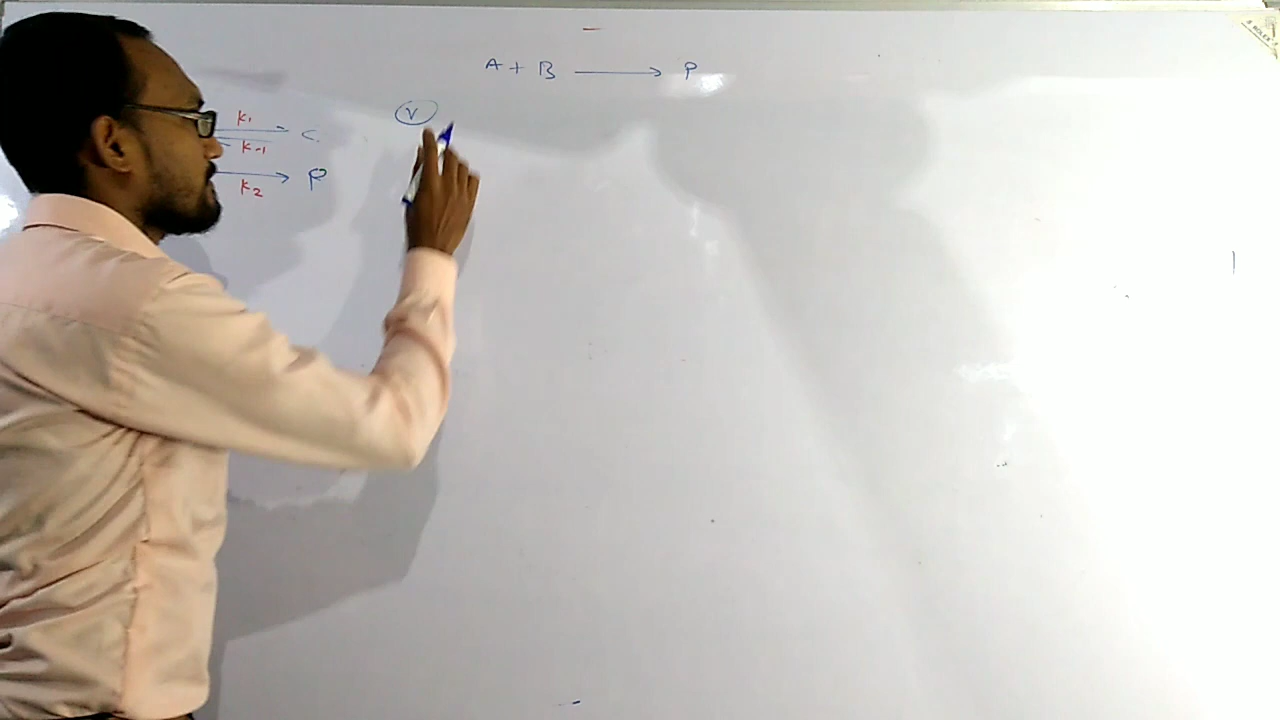 A + B ⟶ P
K₁ C
K₋₁
P
K₂
V